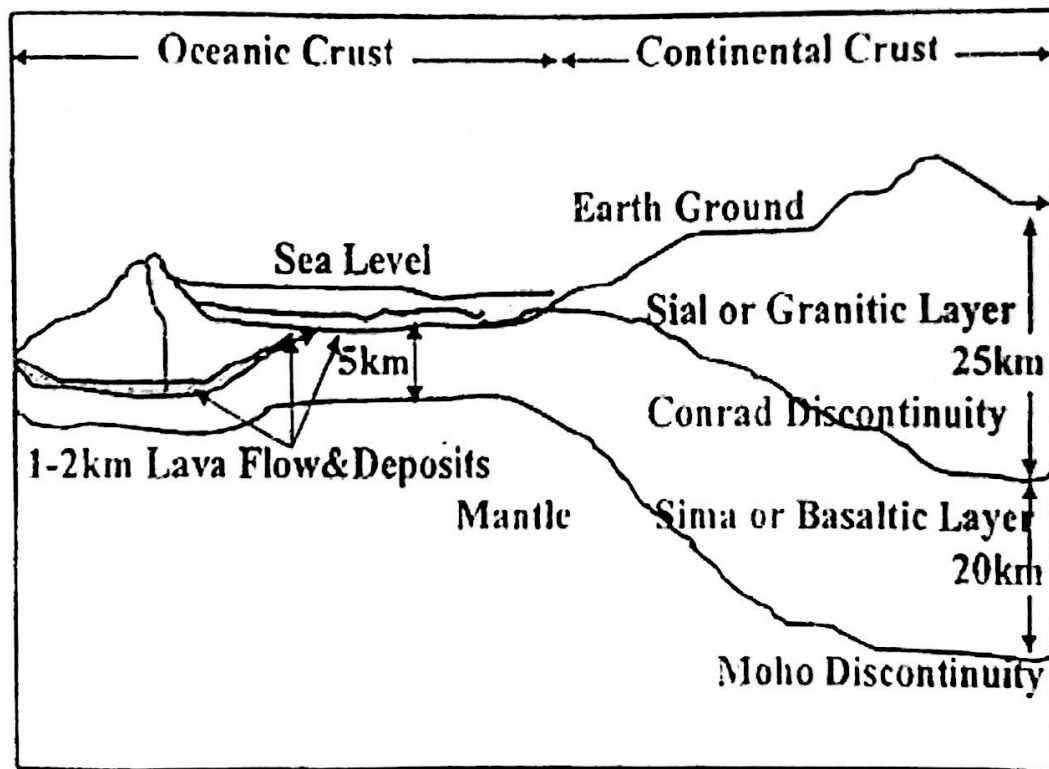 Oceanic Crust
Continental Crust
Earth Ground
Sea Level
Sial or Granitic Layer
25km
5km
Conrad Discontinuity
1-2km Lava Flow&Deposits
Mantle
Sima or Basaltic Layer
20km
Moho Discontinuity